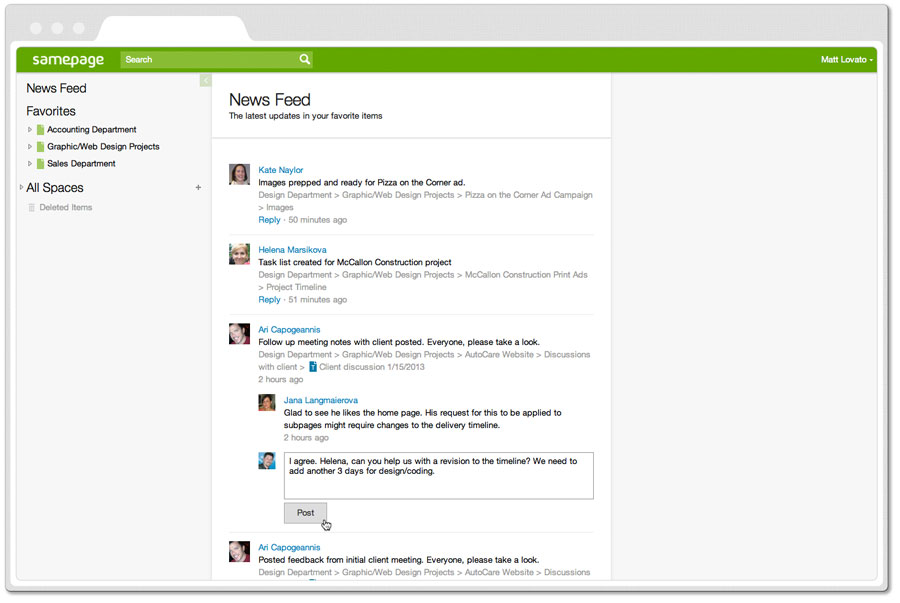 samepage
Search
Matt Lovato
News Feed
Favorites
Accounting Department
Graphic/Web Design Projects
Sales Department
All Spaces
+
Deleted Items
News Feed
The latest updates in your favorite items
Kate Naylor
Images prepped and ready for Pizza on the Corner ad.
Design Department > Graphic/Web Design Projects > Pizza on the Corner Ad Campaign
> Images
Reply · 50 minutes ago
Helena Marsikova
Task list created for McCallon Construction project
Design Department > Graphic/Web Design Projects > McCallon Construction Print Ads
> Project Timeline
Reply · 51 minutes ago
Ari Capogeannis
Follow up meeting notes with client posted. Everyone, please take a look.
Design Department > Graphic/Web Design Projects > AutoCare Website > Discussions
with client > T Client discussion 1/15/2013
2 hours ago
Jana Langmaierova
Glad to see he likes the home page. His request for this to be applied to
subpages might require changes to the delivery timeline.
2 hours ago
I agree. Helena, can you help us with a revision to the timeline? We need to
add another 3 days for design/coding.
Post
Ari Capogeannis
Posted feedback from initial client meeting. Everyone, please take a look.
Design Department > Graphic/Web Design Projects > AutoCare Website > Discussions